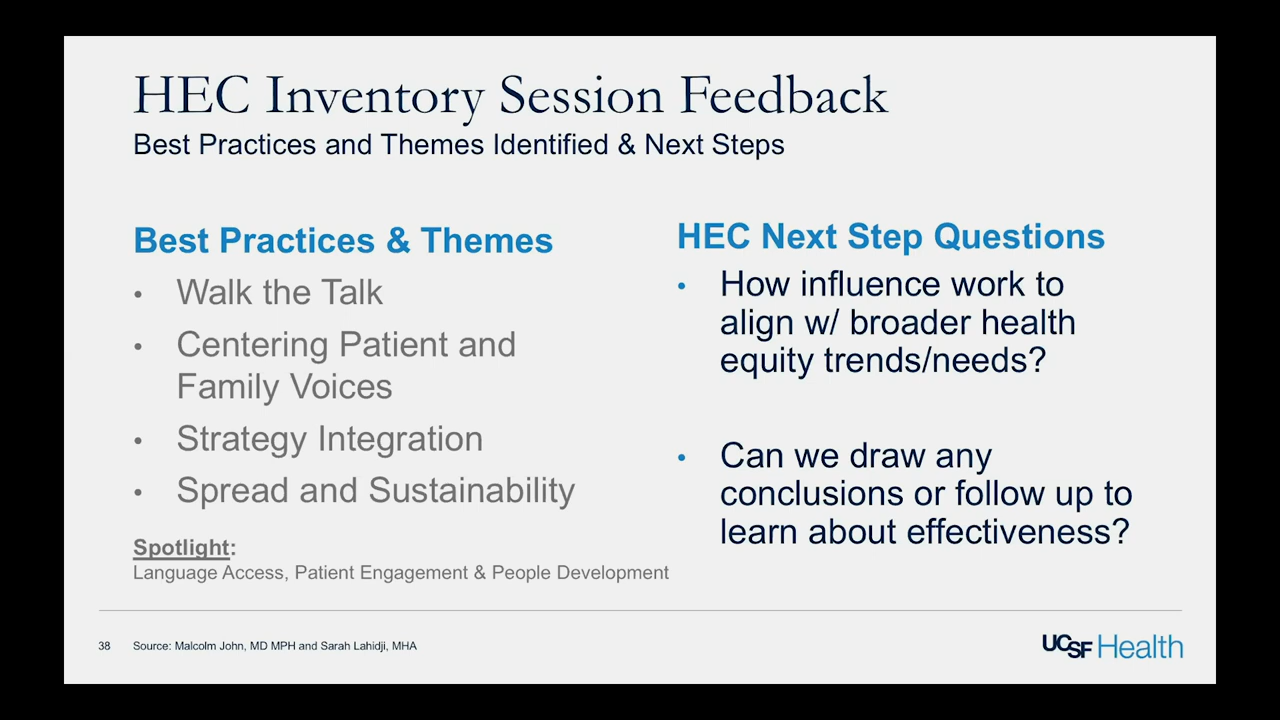 HEC Inventory Session Feedback
Best Practices and Themes Identified & Next Steps
Best Practices & Themes
• Walk the Talk
• Centering Patient and
Family Voices
• Strategy Integration
• Spread and Sustainability
Spotlight:
Language Access, Patient Engagement & People Development
HEC Next Step Questions
• How influence work to
align w/ broader health
equity trends/needs?
• Can we draw any
conclusions or follow up to
learn about effectiveness?
38 Source: Malcolm John, MD MPH and Sarah Lahidji, MHA
UCSF Health